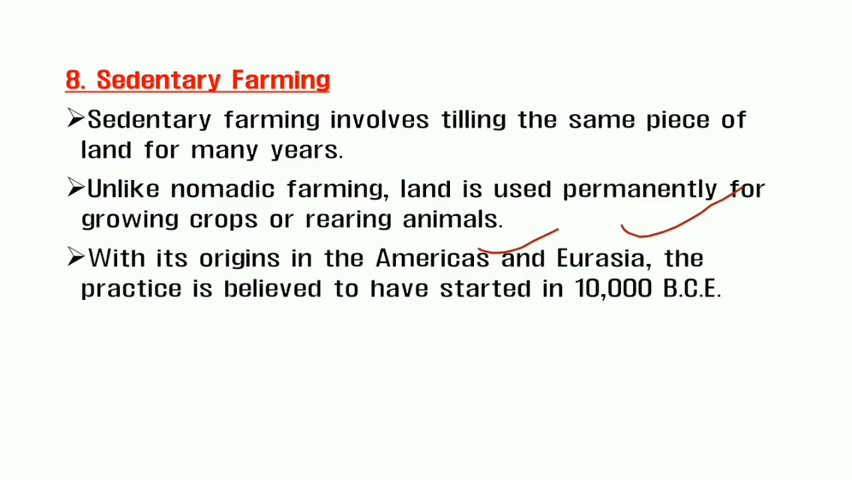 8. Sedentary Farming
➢Sedentary farming involves tilling the same piece of
land for many years.
➢Unlike nomadic farming, land is used permanently for
growing crops or rearing animals.
➢With its origins in the Americas and Eurasia, the
practice is believed to have started in 10,000 B.C.E.